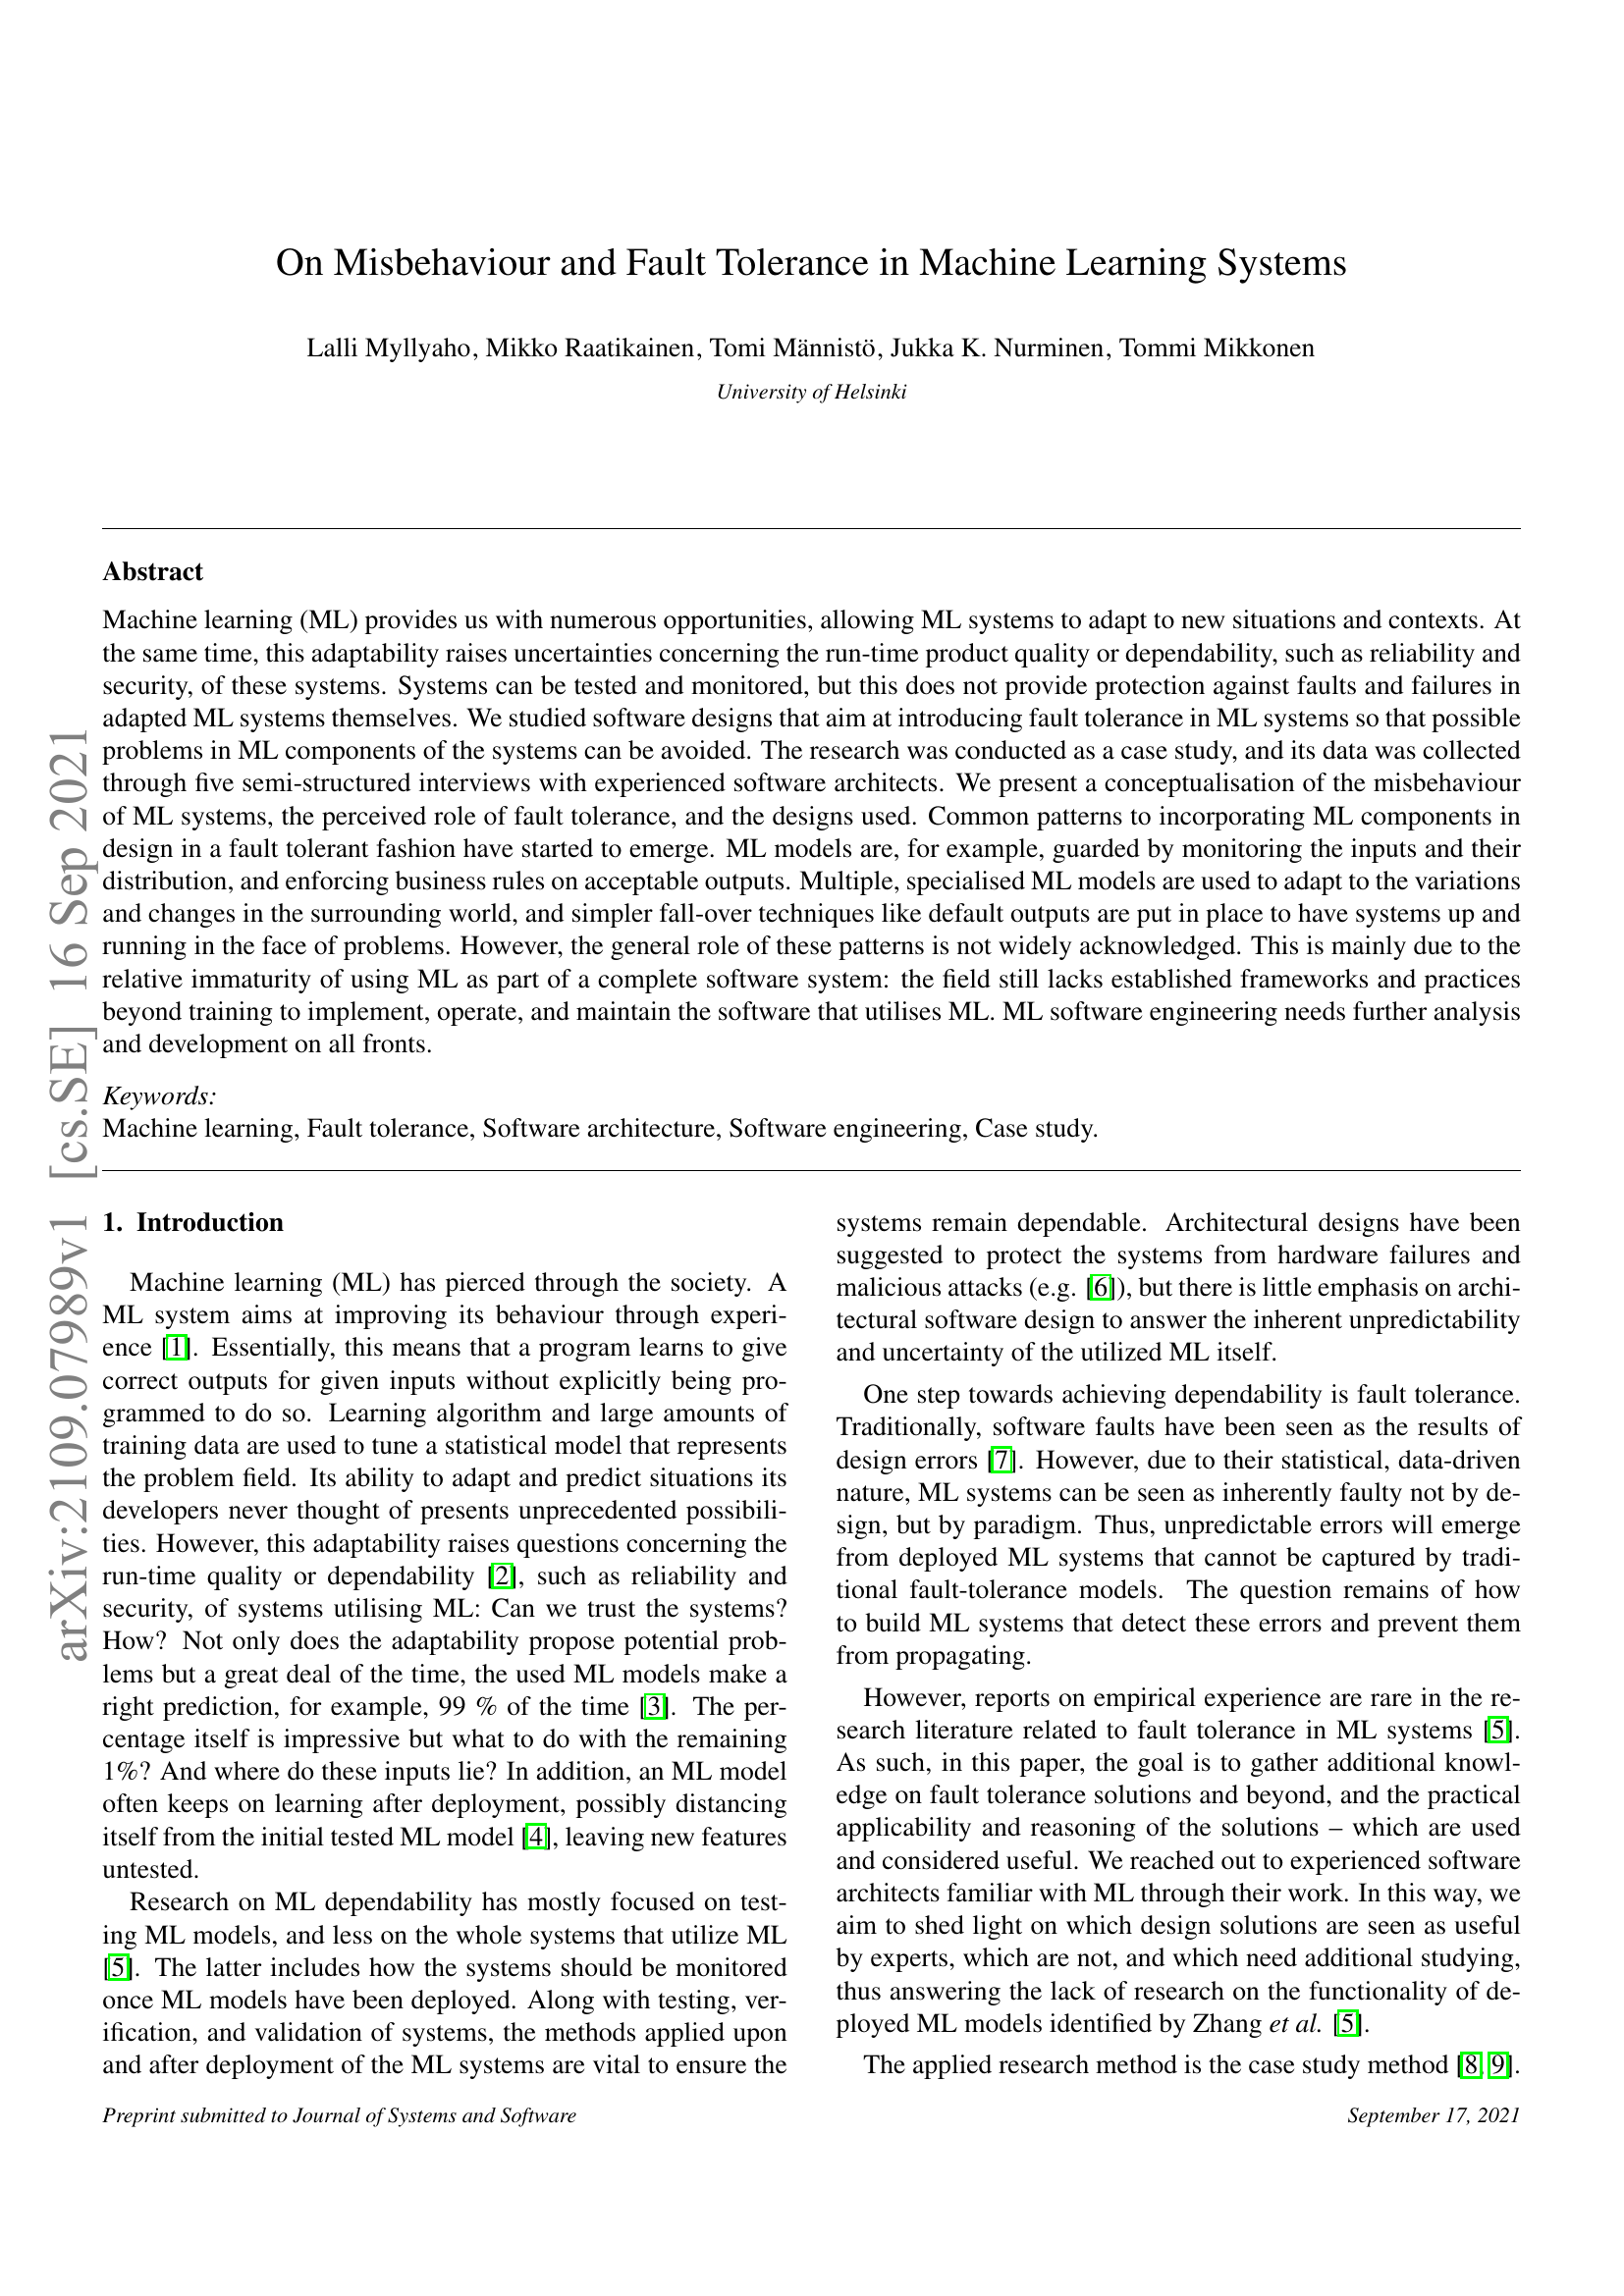 On Misbehaviour and Fault Tolerance in Machine Learning Systems
Lalli Myllyaho, Mikko Raatikainen, Tomi Männistö, Jukka K. Nurminen, Tommi Mikkonen
University of Helsinki
Abstract
Machine learning (ML) provides us with numerous opportunities, allowing ML systems to adapt to new situations and contexts. At
the same time, this adaptability raises uncertainties concerning the run-time product quality or dependability, such as reliability and
security, of these systems. Systems can be tested and monitored, but this does not provide protection against faults and failures in
adapted ML systems themselves. We studied software designs that aim at introducing fault tolerance in ML systems so that possible
problems in ML components of the systems can be avoided. The research was conducted as a case study, and its data was collected
through five semi-structured interviews with experienced software architects. We present a conceptualisation of the misbehaviour
of ML systems, the perceived role of fault tolerance, and the designs used. Common patterns to incorporating ML components in
design in a fault tolerant fashion have started to emerge. ML models are, for example, guarded by monitoring the inputs and their
distribution, and enforcing business rules on acceptable outputs. Multiple, specialised ML models are used to adapt to the variations
and changes in the surrounding world, and simpler fall-over techniques like default outputs are put in place to have systems up and
running in the face of problems. However, the general role of these patterns is not widely acknowledged. This is mainly due to the
relative immaturity of using ML as part of a complete software system: the field still lacks established frameworks and practices
beyond training to implement, operate, and maintain the software that utilises ML. ML software engineering needs further analysis
and development on all fronts.
Keywords:
Machine learning, Fault tolerance, Software architecture, Software engineering, Case study.
arXiv:2109.07989v1 [cs.SE] 16 Sep 2021
1. Introduction
Machine learning (ML) has pierced through the society. A
ML system aims at improving its behaviour through experi-
ence [1]. Essentially, this means that a program learns to give
correct outputs for given inputs without explicitly being pro-
grammed to do so. Learning algorithm and large amounts of
training data are used to tune a statistical model that represents
the problem field. Its ability to adapt and predict situations its
developers never thought of presents unprecedented possibili-
ties. However, this adaptability raises questions concerning the
run-time quality or dependability [2], such as reliability and
security, of systems utilising ML: Can we trust the systems?
How? Not only does the adaptability propose potential prob-
lems but a great deal of the time, the used ML models make a
right prediction, for example, 99 % of the time [3]. The per-
centage itself is impressive but what to do with the remaining
1%? And where do these inputs lie? In addition, an ML model
often keeps on learning after deployment, possibly distancing
itself from the initial tested ML model [4], leaving new features
untested.
Research on ML dependability has mostly focused on test-
ing ML models, and less on the whole systems that utilize ML
[5]. The latter includes how the systems should be monitored
once ML models have been deployed. Along with testing, ver-
ification, and validation of systems, the methods applied upon
and after deployment of the ML systems are vital to ensure the
systems remain dependable. Architectural designs have been
suggested to protect the systems from hardware failures and
malicious attacks (e.g. [6]), but there is little emphasis on archi-
tectural software design to answer the inherent unpredictability
and uncertainty of the utilized ML itself.
One step towards achieving dependability is fault tolerance.
Traditionally, software faults have been seen as the results of
design errors [7]. However, due to their statistical, data-driven
nature, ML systems can be seen as inherently faulty not by de-
sign, but by paradigm. Thus, unpredictable errors will emerge
from deployed ML systems that cannot be captured by tradi-
tional fault-tolerance models. The question remains of how
to build ML systems that detect these errors and prevent them
from propagating.
However, reports on empirical experience are rare in the re-
search literature related to fault tolerance in ML systems [5].
As such, in this paper, the goal is to gather additional knowl-
edge on fault tolerance solutions and beyond, and the practical
applicability and reasoning of the solutions – which are used
and considered useful. We reached out to experienced software
architects familiar with ML through their work. In this way, we
aim to shed light on which design solutions are seen as useful
by experts, which are not, and which need additional studying,
thus answering the lack of research on the functionality of de-
ployed ML models identified by Zhang et al. [5].
The applied research method is the case study method [8, 9].
Preprint submitted to Journal of Systems and Software
September 17, 2021